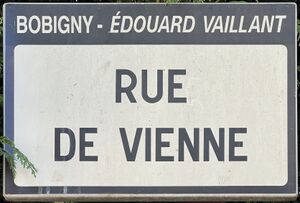 BOBIGNY - ÉDOUARD VAILLANT
RUE
DE VIENNE